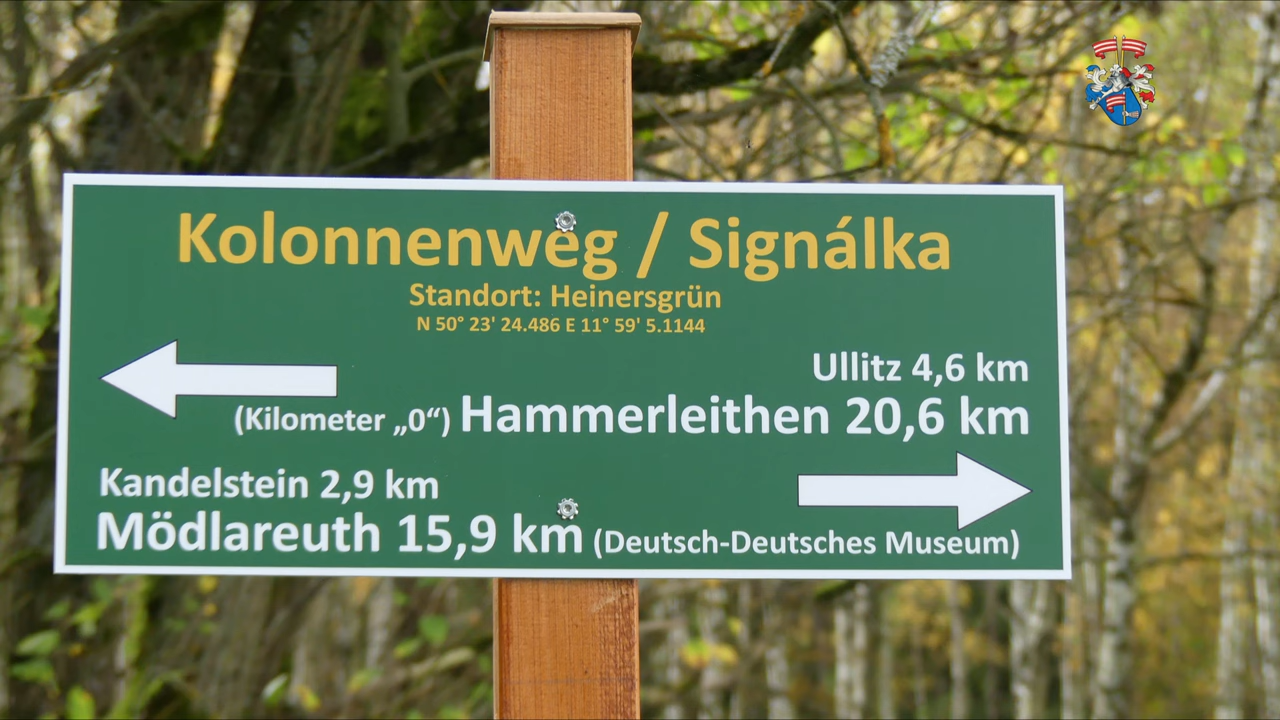 Kolonnenweg / Signálka
Standort: Heinersgrün
N 50° 23' 24.486 E 11° 59' 5.1144
Ullitz 4,6 km
(Kilometer „0“) Hammerleithen 20,6 km
Kandelstein 2,9 km
Mödlareuth 15,9 km (Deutsch-Deutsches Museum)